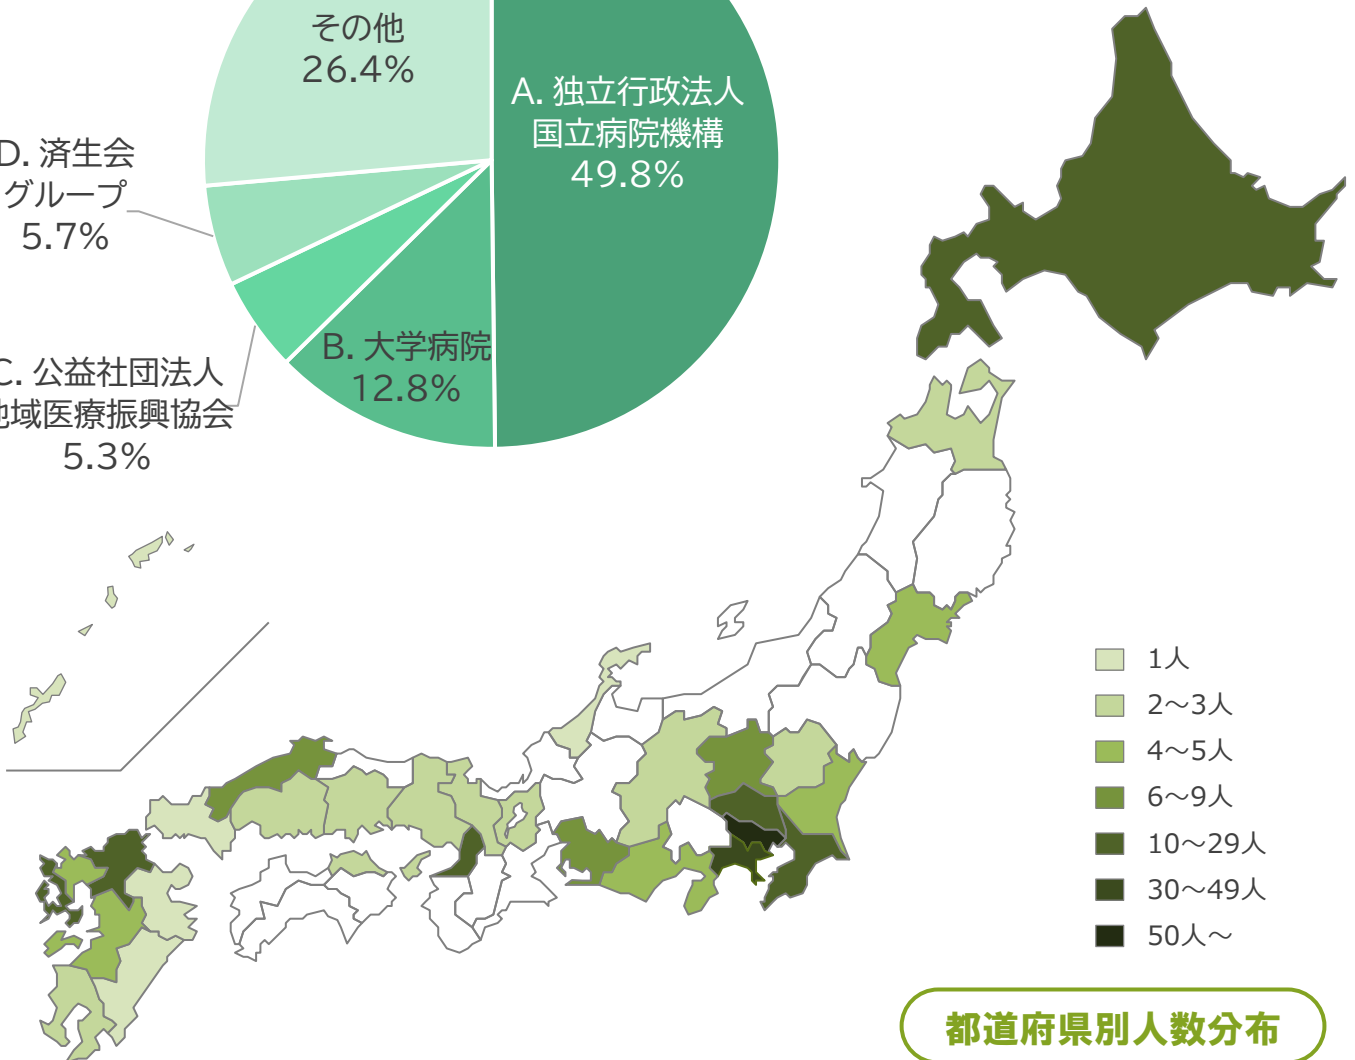 その他
26.4%
A. 独立行政法人
国立病院機構
49.8%
D. 済生会
グループ
5.7%
B. 大学病院
12.8%
C. 公益社団法人
地域医療振興協会
5.3%
1人
2～3人
4～5人
6～9人
10～29人
30～49人
50人～
都道府県別人数分布